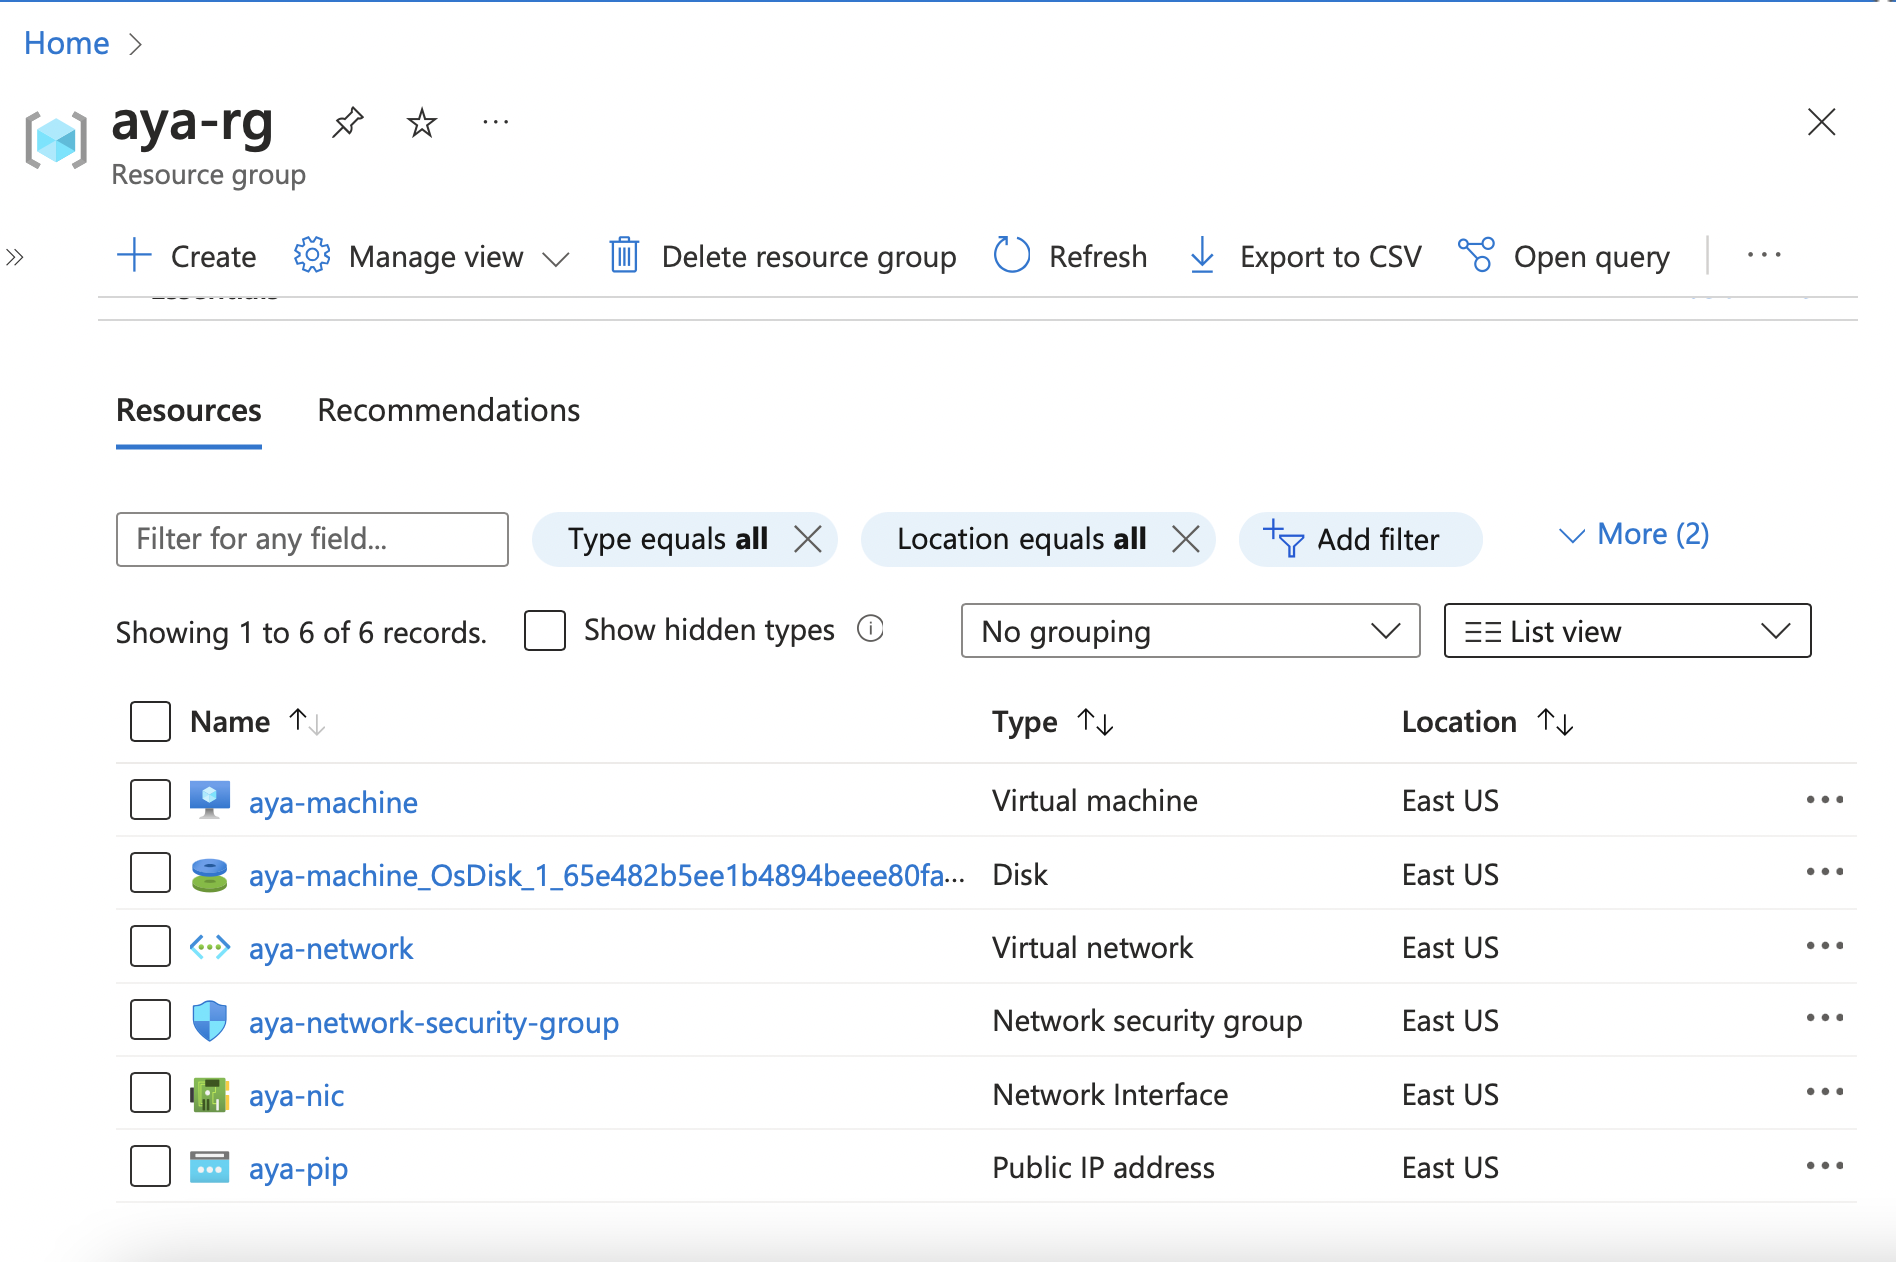 Home
aya-rg
Resource group
Create Manage view Delete resource group Refresh Export to CSV Open query
Essentials
Resources Recommendations
Filter for any field... Type equals all Location equals all Add filter More (2)
Showing 1 to 6 of 6 records. Show hidden types No grouping List view
Name Type Location
aya-machine Virtual machine East US
aya-machine_OsDisk_1_65e482b5ee1b4894beee80fa... Disk East US
aya-network Virtual network East US
aya-network-security-group Network security group East US
aya-nic Network Interface East US
aya-pip Public IP address East US